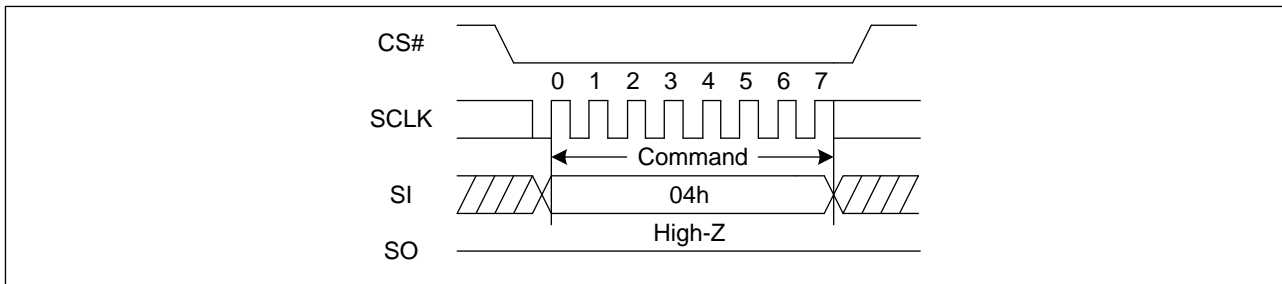 CS#
0 1 2 3 4 5 6 7
SCLK
Command
SI
04h
High-Z
SO